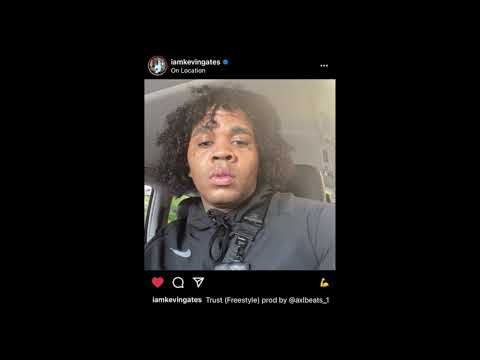 iamkevingates
On Location
iamkevingates Trust (Freestyle) prod by @axlbeats_1